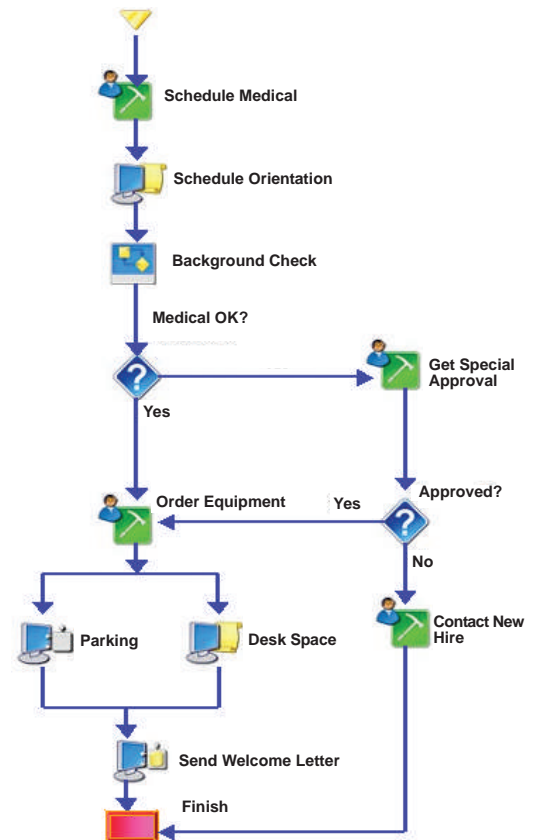 Schedule Medical
Schedule Orientation
Background Check
Medical OK?
Get Special
Approval
Yes
Approved?
Order Equipment
Yes
No
Contact New
Hire
Parking
Desk Space
Send Welcome Letter
Finish